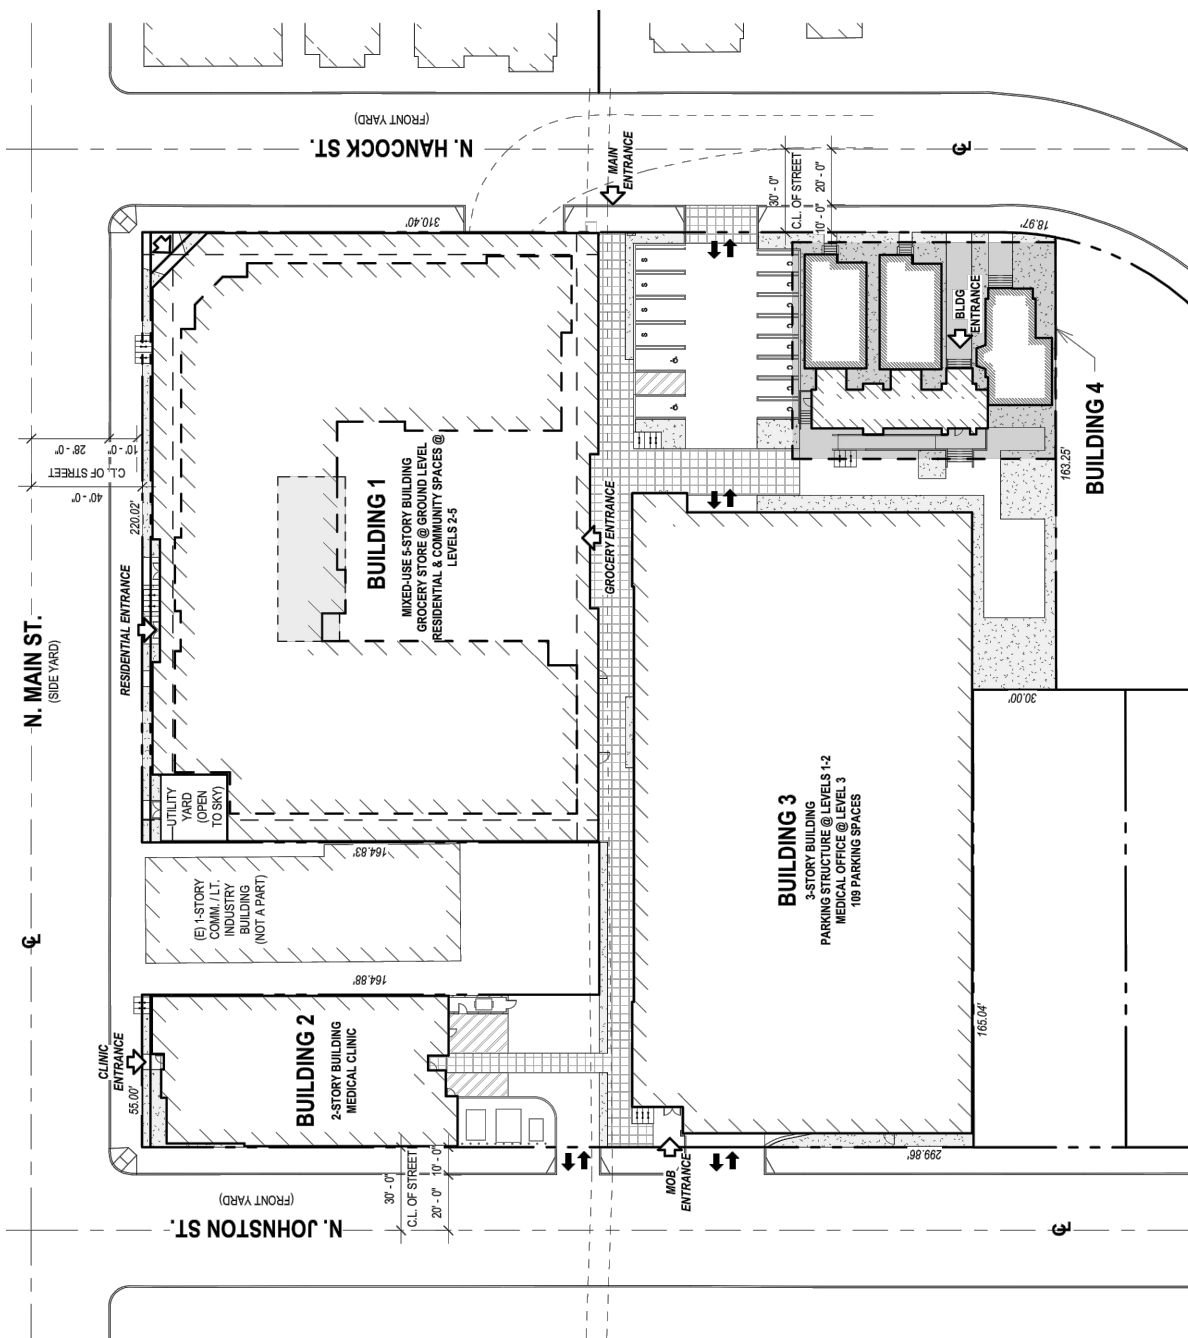 (FRONT YARD)
N. HANCOCK ST.
MAIN
ENTRANCE
30' - 0"
C.L. OF STREET
10' - 0"
20' - 0"
310.40'
18.97'
BLDG
ENTRANCE
S
S
S
S
BUILDING 4
163.25'
10' - 0"
28' - 0"
C.L. OF STREET
40' - 0"
220.02'
BUILDING 1
MIXED-USE 5-STORY BUILDING
GROCERY STORE @ GROUND LEVEL
RESIDENTIAL & COMMUNITY SPACES @
LEVELS 2-5
GROCERY ENTRANCE
RESIDENTIAL ENTRANCE
N. MAIN ST.
(SIDE YARD)
UTILITY
YARD
(OPEN
TO SKY)
30.00'
BUILDING 3
3-STORY BUILDING
PARKING STRUCTURE @ LEVELS 1-2
MEDICAL OFFICE @ LEVEL 3
109 PARKING SPACES
164.83'
(E) 1-STORY
COMM. / LT.
INDUSTRY
BUILDING
(NOT A PART)
164.88'
CLINIC
ENTRANCE
55.00'
BUILDING 2
2-STORY BUILDING
MEDICAL CLINIC
165.04'
299.86'
MOB
ENTRANCE
30' - 0"
C.L. OF STREET
10' - 0"
20' - 0"
(FRONT YARD)
N. JOHNSTON ST.